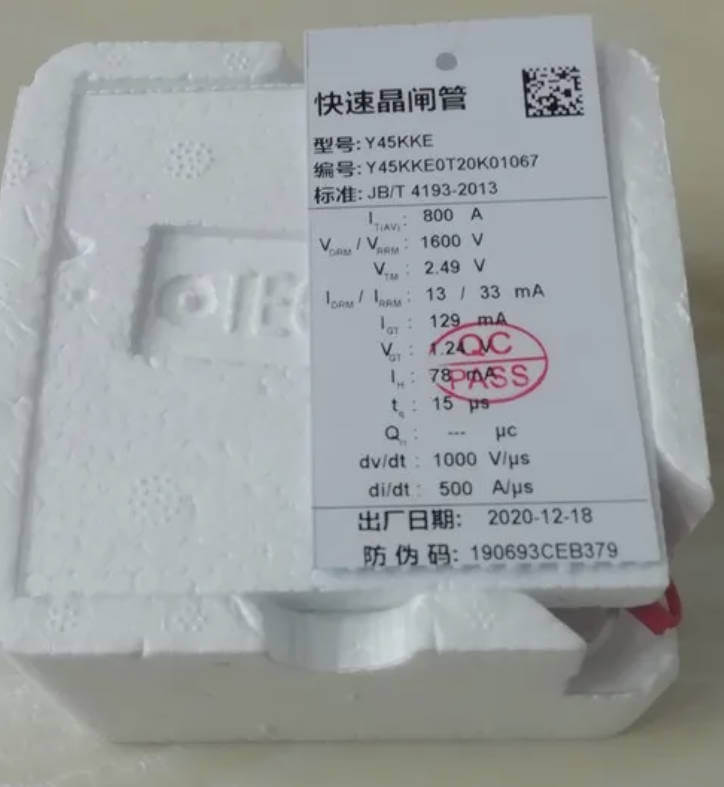 快速晶闸管
型号: Y45KKE
编号: Y45KKE0T20K01067
标准: JB/T 4193-2013
IT(AV): 800 A
VDRM / VRRM: 1600 V
VTM: 2.49 V
IDRM / IRRM: 13 / 33 mA
IGT: 129 mA
VGT: 1.24 V
IH: 78 mA
QC
PASS
tq: 15 μs
Qrr: --- μc
dv/dt: 1000 V/μs
di/dt: 500 A/μs
出厂日期: 2020-12-18
防伪码: 190693CEB379